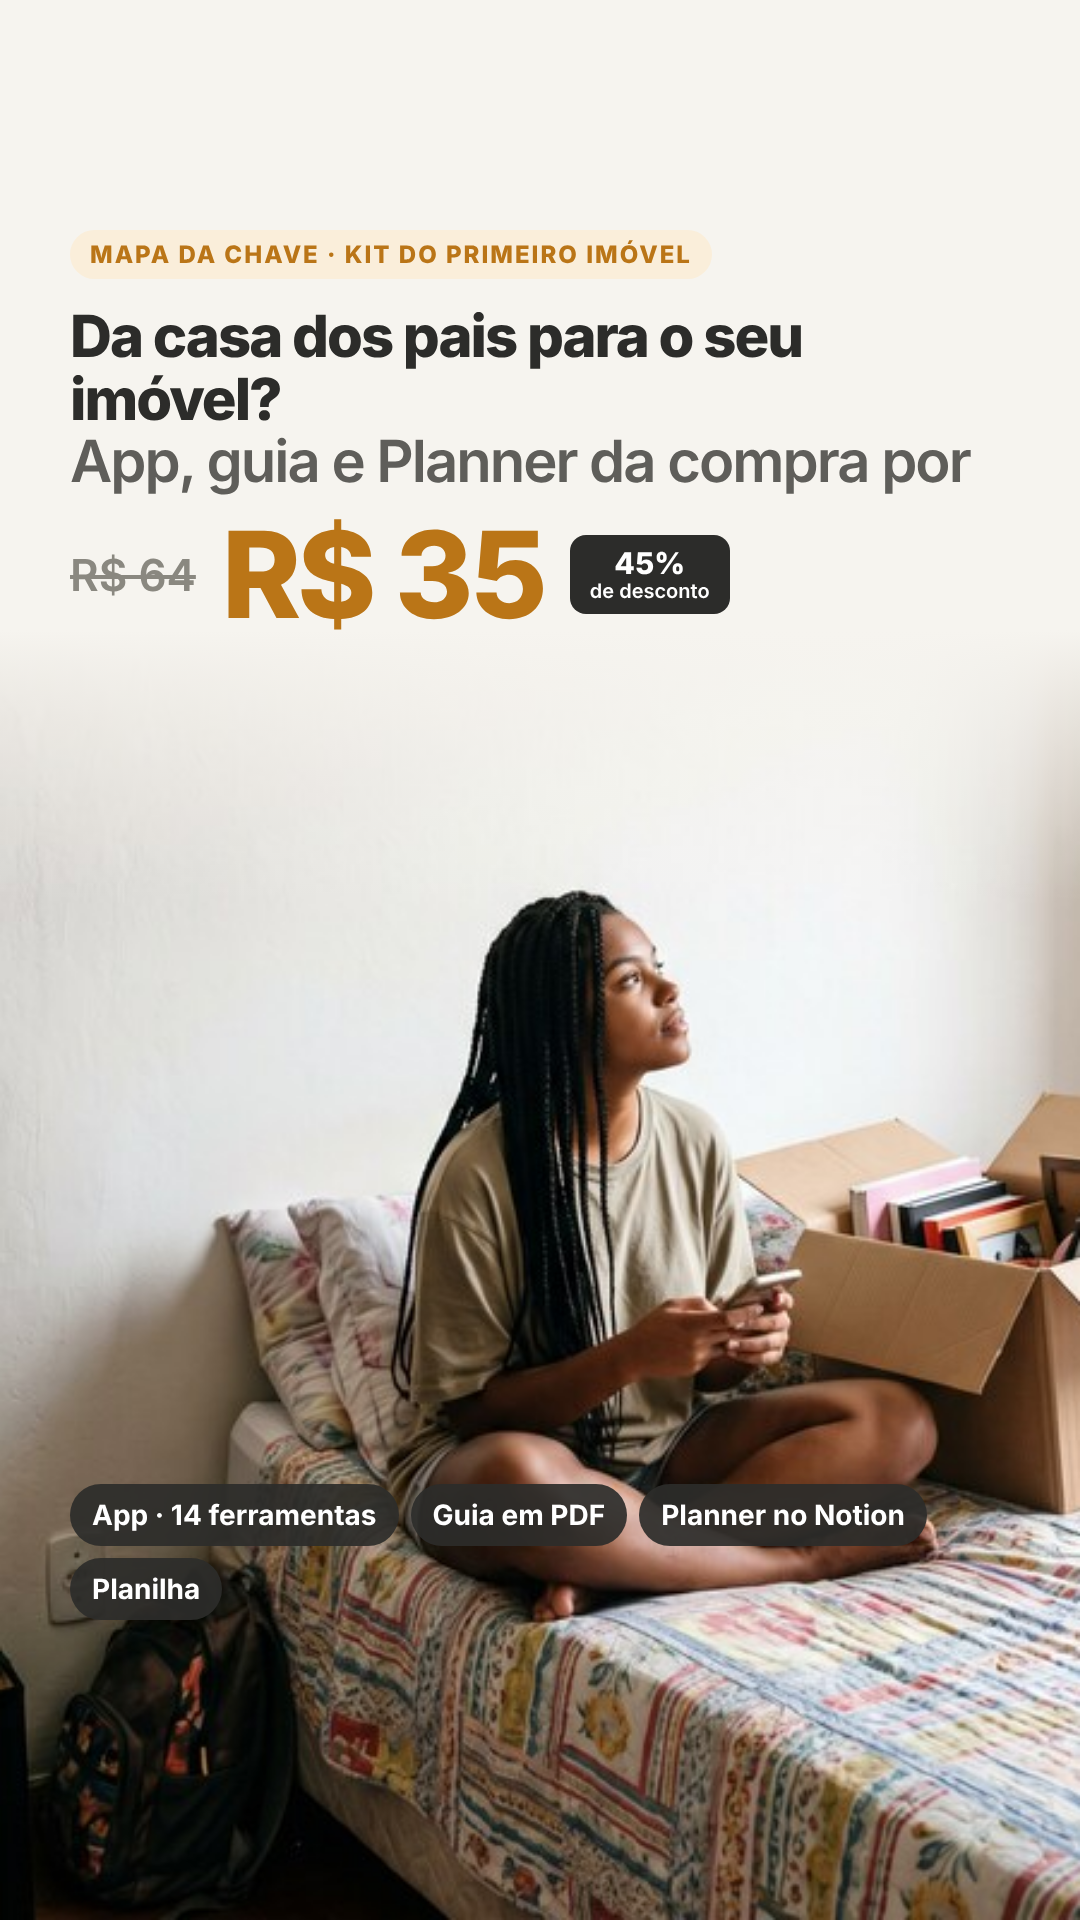 MAPA DA CHAVE · KIT DO PRIMEIRO IMÓVEL
Da casa dos pais para o seu
imóvel?
App, guia e Planner da compra por
R$ 64 R$ 35 45%
de desconto
App · 14 ferramentas Guia em PDF Planner no Notion
Planilha